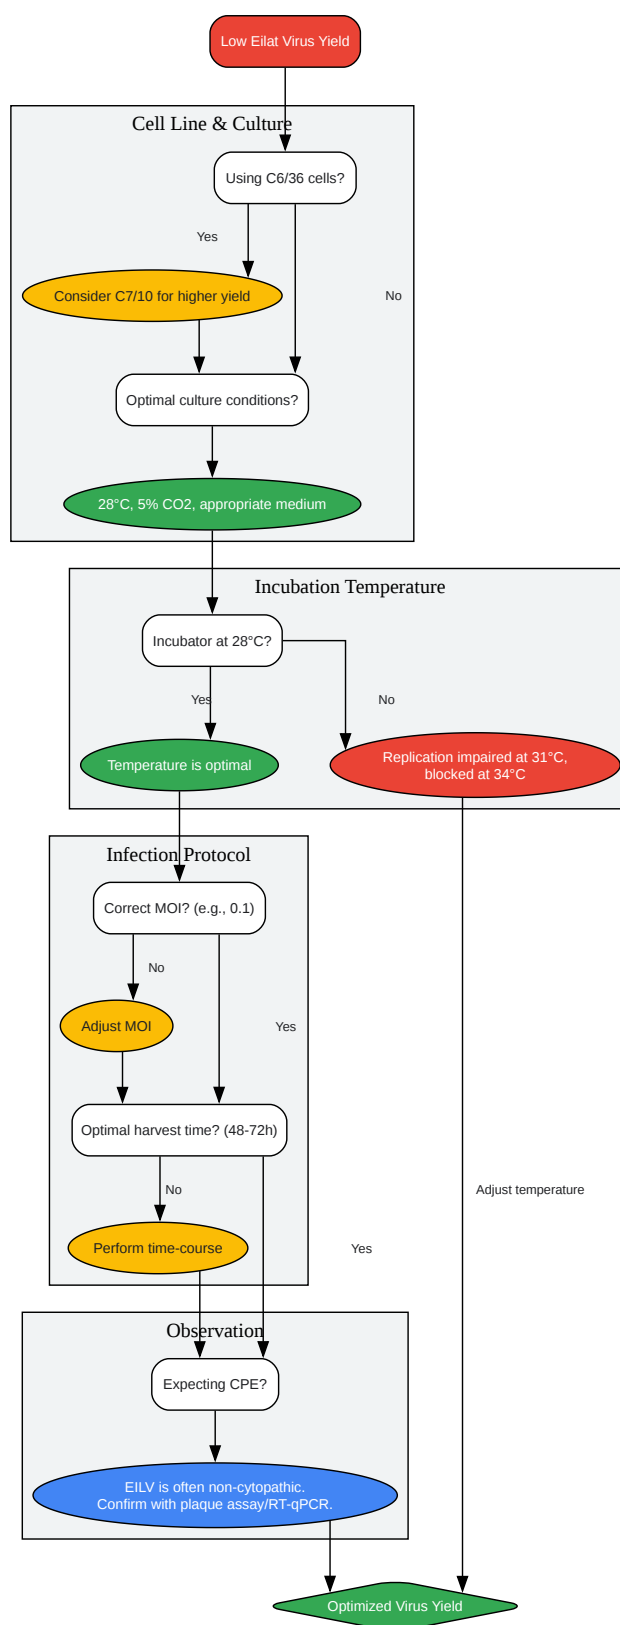 Low Eilat Virus Yield
Cell Line & Culture
Using C6/36 cells?
Yes
Consider C7/10 for higher yield
No
Optimal culture conditions?
28°C, 5% CO2, appropriate medium
Incubation Temperature
Incubator at 28°C?
Yes
No
Temperature is optimal
Replication impaired at 31°C,
blocked at 34°C
Infection Protocol
Correct MOI? (e.g., 0.1)
No
Adjust MOI
Yes
Optimal harvest time? (48-72h)
No
Adjust temperature
Perform time-course
Yes
Observation
Expecting CPE?
EILV is often non-cytopathic.
Confirm with plaque assay/RT-qPCR.
Optimized Virus Yield